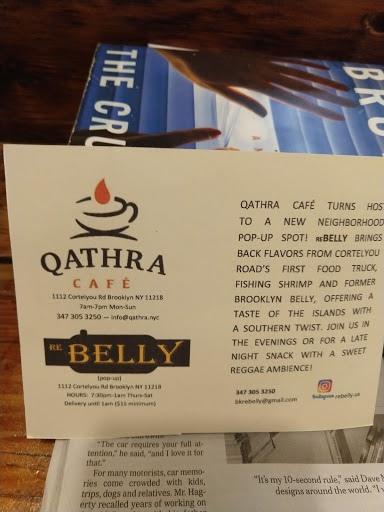 THE CRU
BR
A
QATHRA
CAFÉ
1112 Cortelyou Rd Brooklyn NY 11218
7am-7pm Mon-Sun
347 305 3250 — info@qathra.nyc
RE BELLY
(pop-up)
1112 Cortelyou Rd Brooklyn NY 11218
HOURS: 7:30pm-1am Thurs-Sat
Delivery until 1am ($15 minimum)
QATHRA CAFÉ TURNS HOST
TO A NEW NEIGHBORHOOD
POP-UP SPOT! REBELLY BRINGS
BACK FLAVORS FROM CORTELYOU
ROAD'S FIRST FOOD TRUCK,
FISHING SHRIMP AND FORMER
BROOKLYN BELLY, OFFERING A
TASTE OF THE ISLANDS WITH
A SOUTHERN TWIST. JOIN US IN
THE EVENINGS OR FOR A LATE
NIGHT SNACK WITH A SWEET
REGGAE AMBIENCE!
347 305 3250
bkrebelly@gmail.com
Instagram rebelly.us
"The car requires your full at-
tention," he said, "and I love it for
that."
For many motorists, car memo-
ries come crowded with kids,
trips, dogs and relatives. Mr. Hag-
erty recalled years of working on
"It's my 10-second rule," said Dave M
designs around the world. "I v